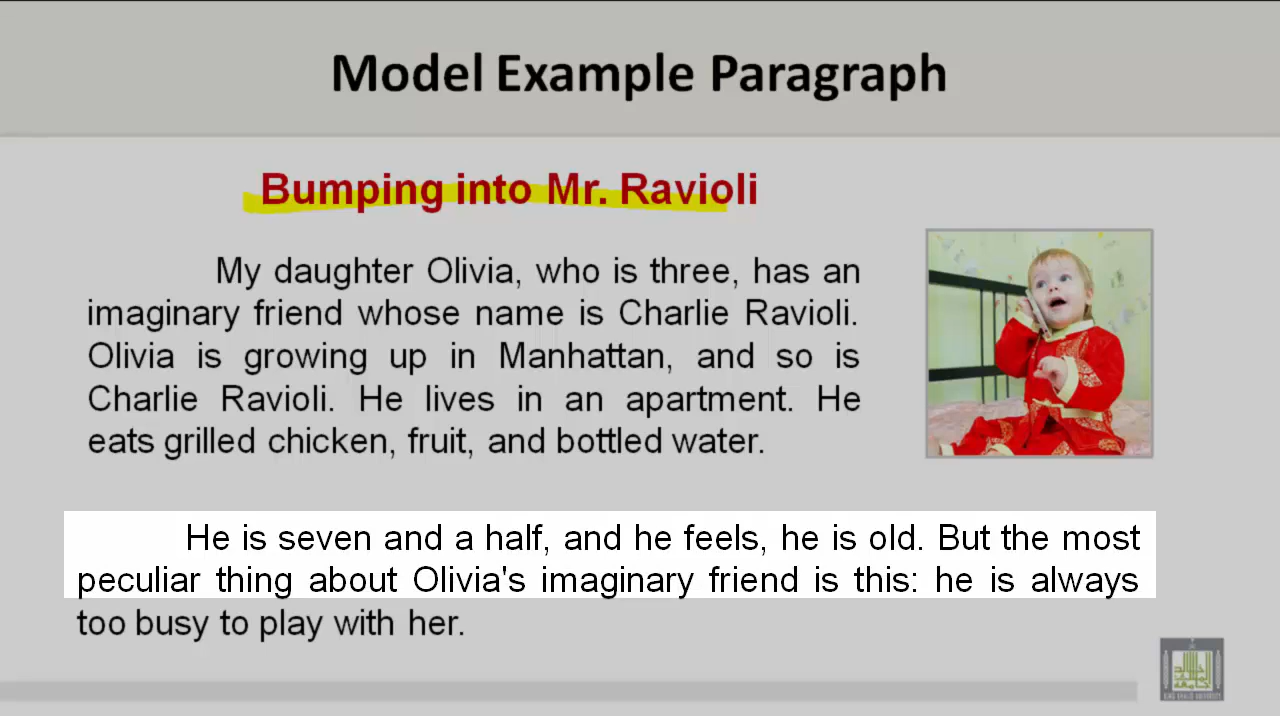 Model Example Paragraph
Bumping into Mr. Ravioli
My daughter Olivia, who is three, has an
imaginary friend whose name is Charlie Ravioli.
Olivia is growing up in Manhattan, and so is
Charlie Ravioli. He lives in an apartment. He
eats grilled chicken, fruit, and bottled water.
He is seven and a half, and he feels, he is old. But the most
peculiar thing about Olivia's imaginary friend is this: he is always
too busy to play with her.
KING KHALID UNIVERSITY